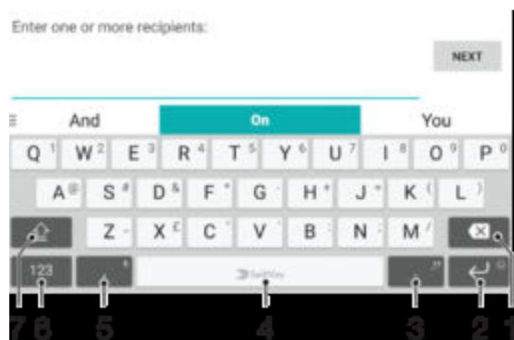 Enter one or more recipients:
NEXT
And On You
Q 1 W 2 E 3 R 4 T 5 Y 6 U 7 I 8 O 9 P 0
A @ S # D & F * G - H + J = K ( L )
Z X £ C V B N M /
123 SwiftKey
7 6 5 4 3 2 1